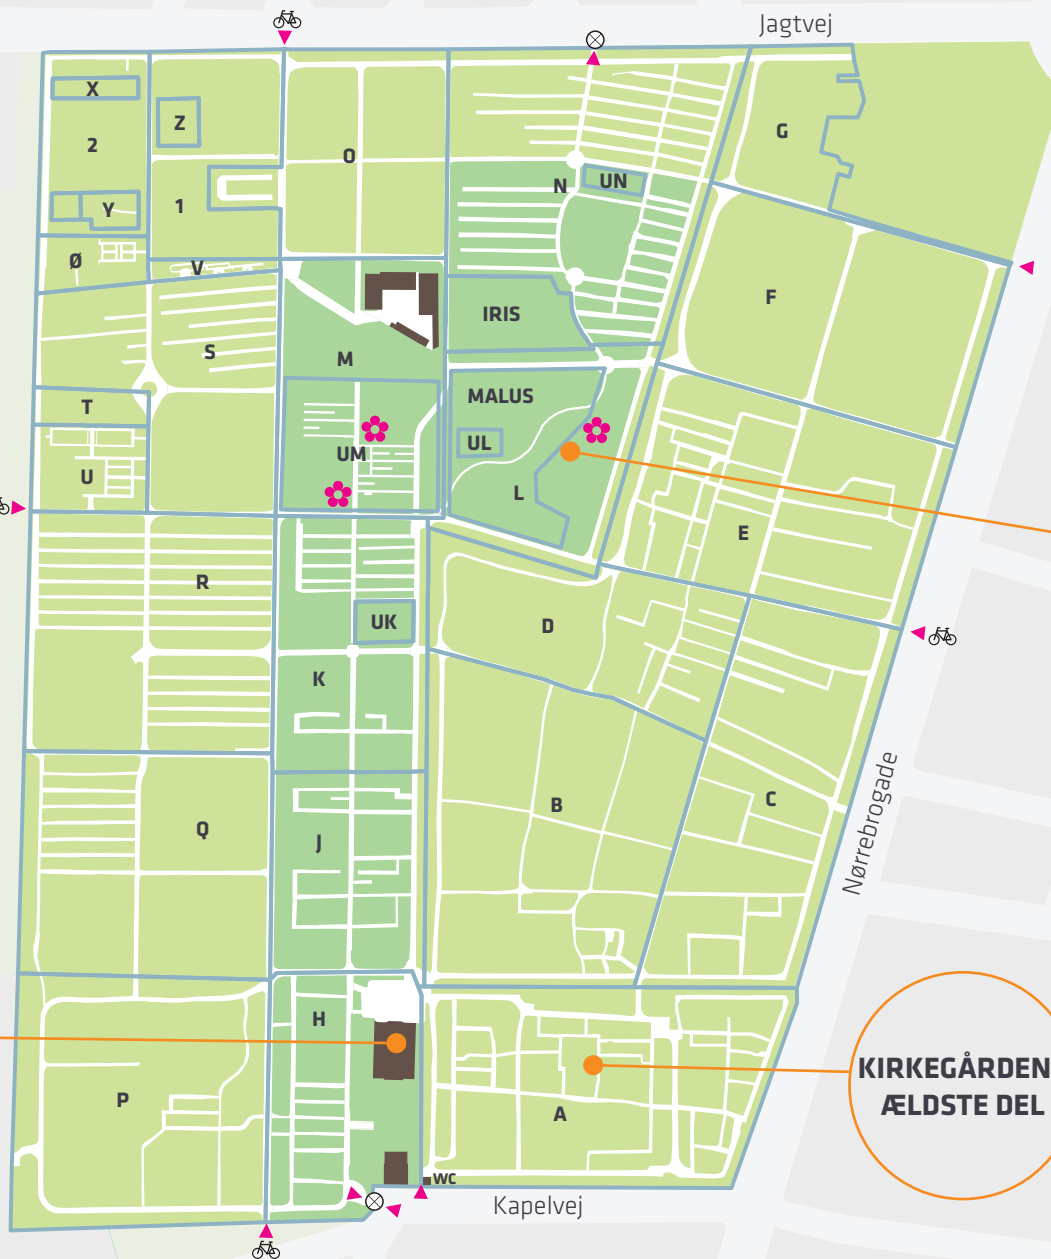 Jagtvej
X
Z
G
2
O
N
UN
Y
1
Ø
V
F
IRIS
S
M
MALUS
T
UL
UM
U
L
E
R
UK
D
K
B
C
Q
J
Nørrebrogade
H
KIRKEGÅRDEN
ÆLDSTE DEL
P
A
WC
Kapelvej